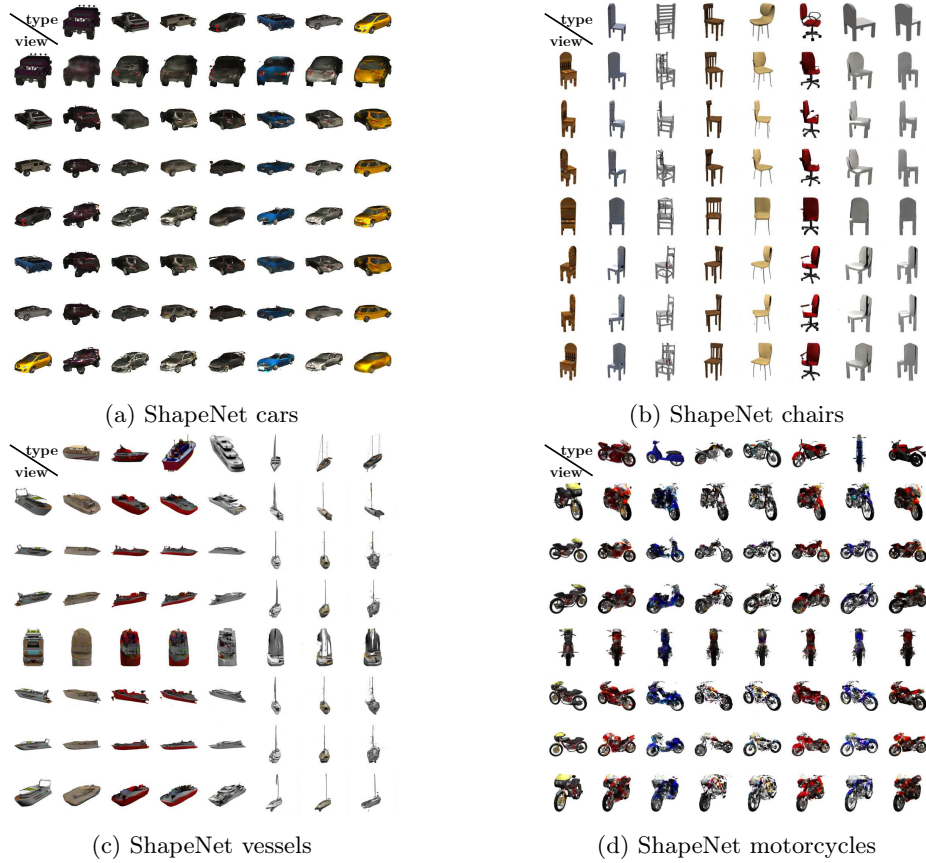 type
view
type
view
(a) ShapeNet cars
(b) ShapeNet chairs
type
view
type
view
(c) ShapeNet vessels
(d) ShapeNet motorcycles